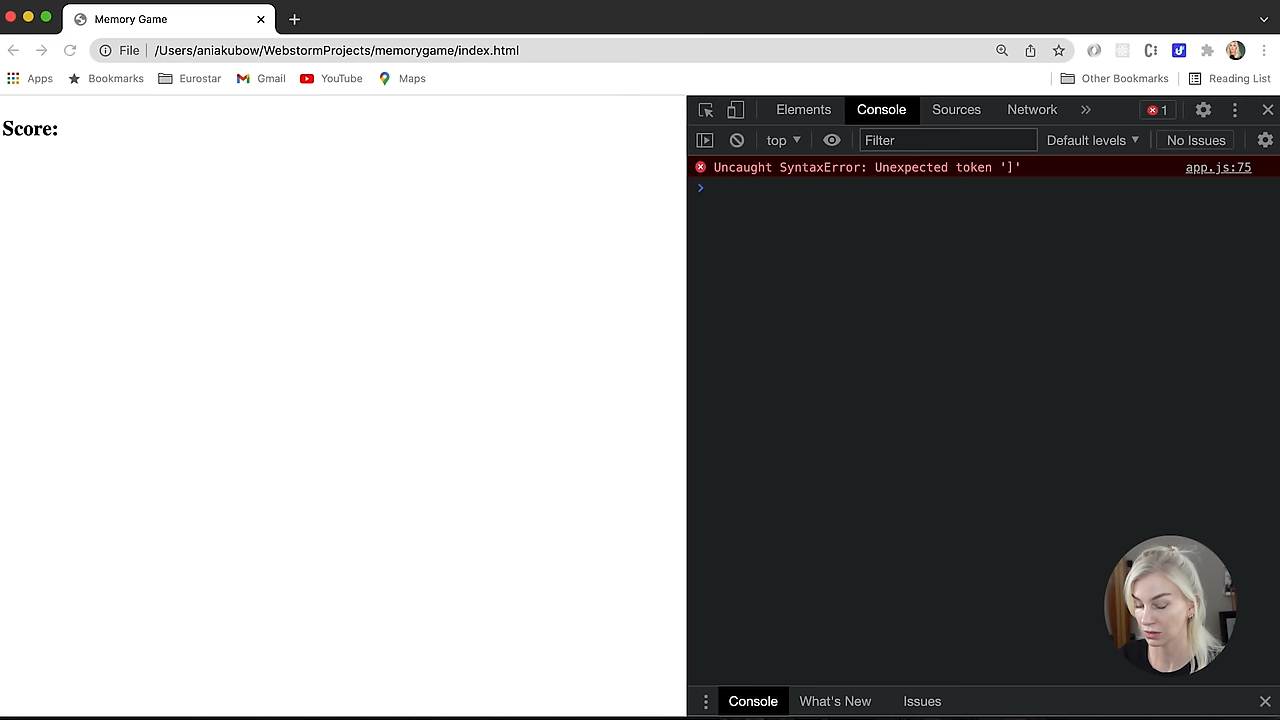 Memory Game
File /Users/aniakubow/WebstormProjects/memorygame/index.html
Apps Bookmarks Eurostar Gmail YouTube Maps Other Bookmarks Reading List
Score:
Elements Console Sources Network 1
top Filter Default levels No Issues
Uncaught SyntaxError: Unexpected token ']' app.js:75
Console What's New Issues